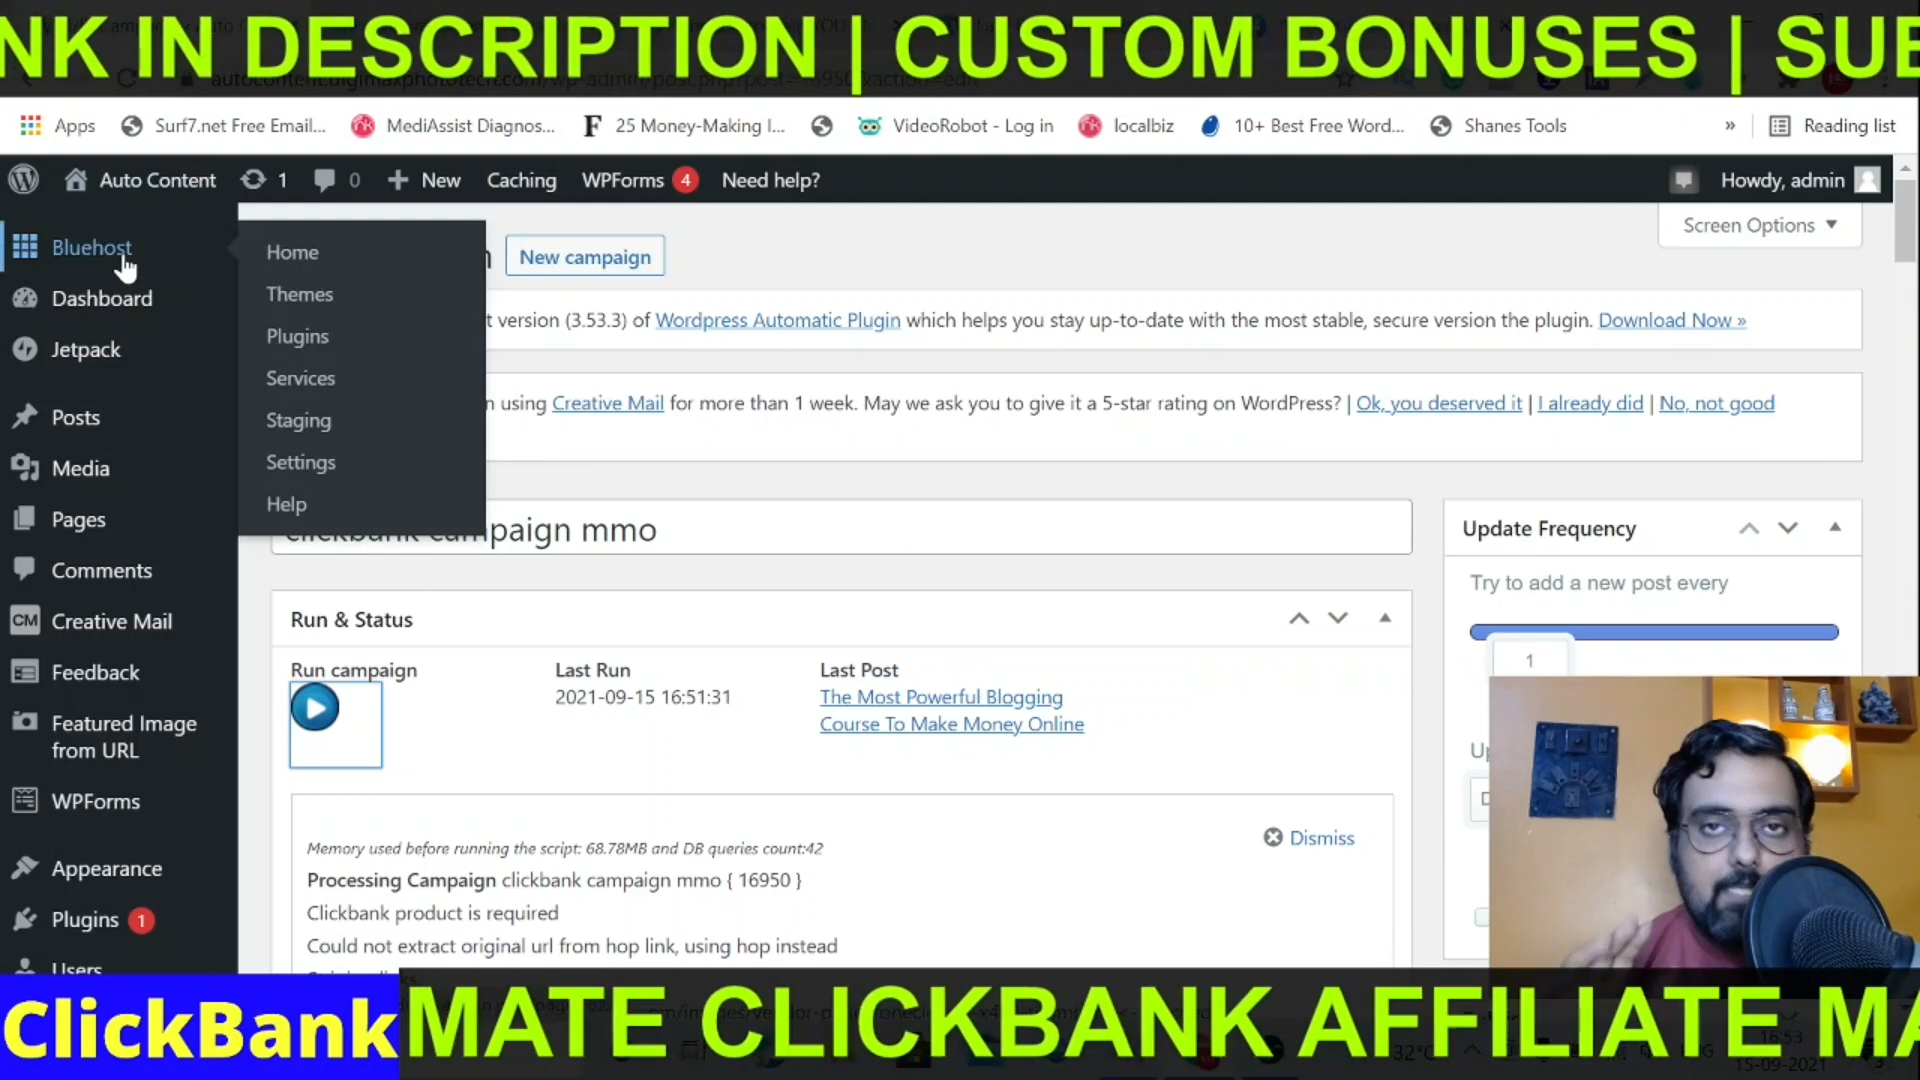 NK IN DESCRIPTION | CUSTOM BONUSES | SUB
Apps Surf7.net Free Email... MediAssist Diagnos... 25 Money-Making I... VideoRobot - Log in localbiz 10+ Best Free Word... Shanes Tools » Reading list
Auto Content 1 0 New Caching WPForms 4 Need help? Howdy, admin
Screen Options
Bluehost
Dashboard
Jetpack
Posts
Media
Pages
Comments
CM Creative Mail
Feedback
Featured Image
from URL
WPForms
Appearance
Plugins 1
Users
Home
Themes
Plugins
Services
Staging
Settings
Help
New campaign
t version (3.53.3) of Wordpress Automatic Plugin which helps you stay up-to-date with the most stable, secure version the plugin. Download Now »
n using Creative Mail for more than 1 week. May we ask you to give it a 5-star rating on WordPress? | Ok, you deserved it | I already did | No, not good
clickbank campaign mmo
Run & Status
Run campaign Last Run Last Post
2021-09-15 16:51:31 The Most Powerful Blogging
Course To Make Money Online
Dismiss
Memory used before running the script: 68.78MB and DB queries count:42
Processing Campaign clickbank campaign mmo { 16950 }
Clickbank product is required
Could not extract original url from hop link, using hop instead
Update Frequency
Try to add a new post every
1
ClickBank MATE CLICKBANK AFFILIATE MA
16:53
15-09-2021